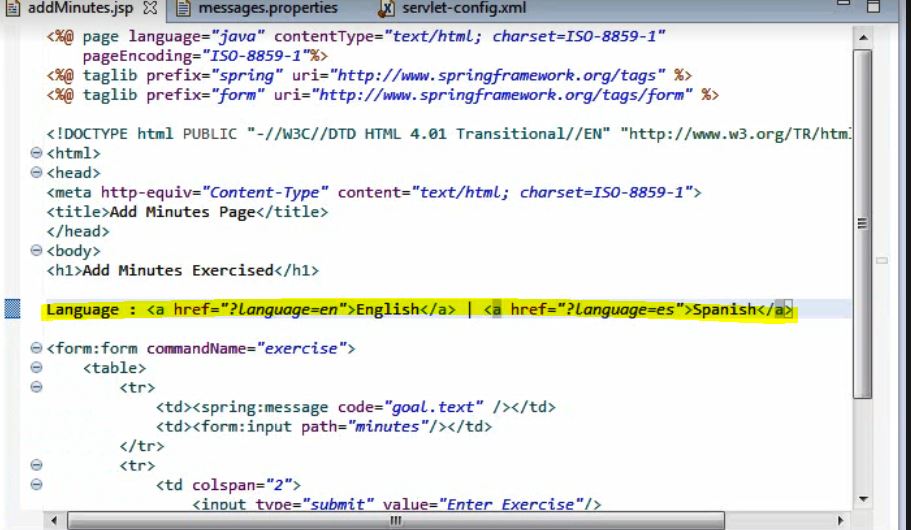 addMinutes.jsp messages.properties servlet-config.xml
<%@ page language="java" contentType="text/html; charset=ISO-8859-1"
    pageEncoding="ISO-8859-1"%>
<%@ taglib prefix="spring" uri="http://www.springframework.org/tags" %>
<%@ taglib prefix="form" uri="http://www.springframework.org/tags/form" %>
<!DOCTYPE html PUBLIC "-//W3C//DTD HTML 4.01 Transitional//EN" "http://www.w3.org/TR/html
<html>
<head>
<meta http-equiv="Content-Type" content="text/html; charset=ISO-8859-1">
<title>Add Minutes Page</title>
</head>
<body>
<h1>Add Minutes Exercised</h1>
Language : <a href="?language=en">English</a> | <a href="?language=es">Spanish</a>
<form:form commandName="exercise">
    <table>
        <tr>
            <td><spring:message code="goal.text" /></td>
            <td><form:input path="minutes"/></td>
        </tr>
        <tr>
            <td colspan="2">
                <input type="submit" value="Enter Exercise"/>